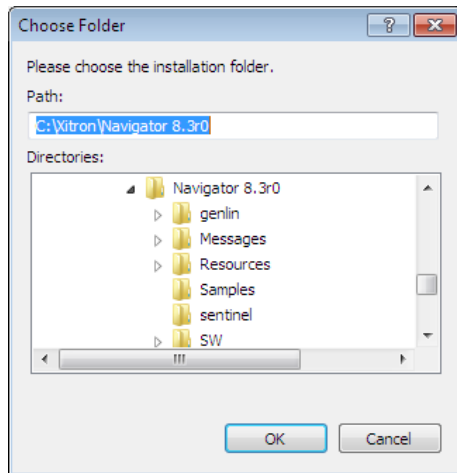 Choose Folder
?
Please choose the installation folder.
Path:
C:\Xitron\Navigator 8.3r0
Directories:
Navigator 8.3r0
genlin
Messages
Resources
Samples
sentinel
SW
OK Cancel